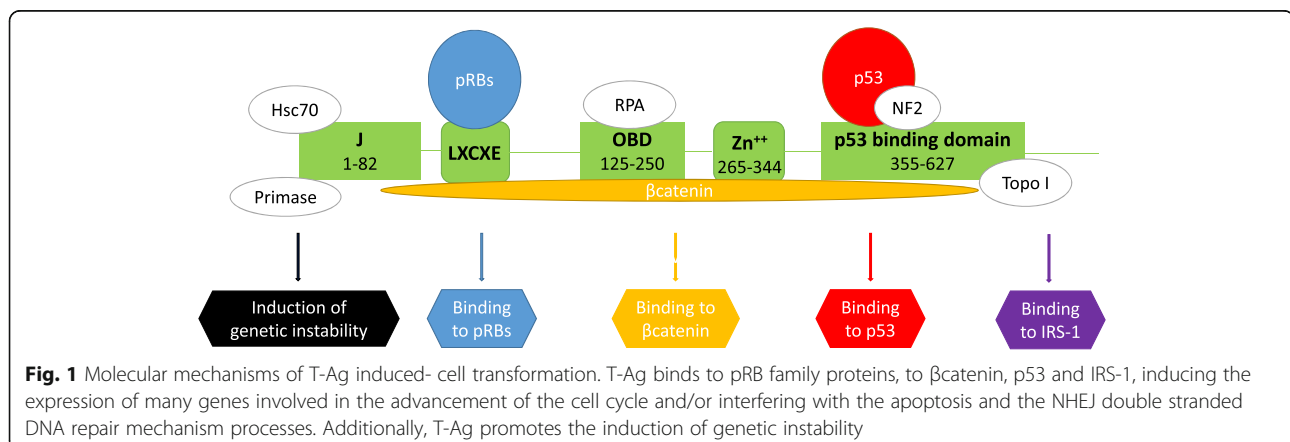 pRBs
p53
Hsc70
RPA
NF2
J
1-82
LXCXE
OBD
125-250
Zn⁺⁺
265-344
p53 binding domain
355-627
Primase
βcatenin
Topo I
Induction of
genetic instability
Binding
to pRBs
Binding to
βcatenin
Binding
to p53
Binding
to IRS-1
Fig. 1 Molecular mechanisms of T-Ag induced- cell transformation. T-Ag binds to pRB family proteins, to βcatenin, p53 and IRS-1, inducing the
expression of many genes involved in the advancement of the cell cycle and/or interfering with the apoptosis and the NHEJ double stranded
DNA repair mechanism processes. Additionally, T-Ag promotes the induction of genetic instability